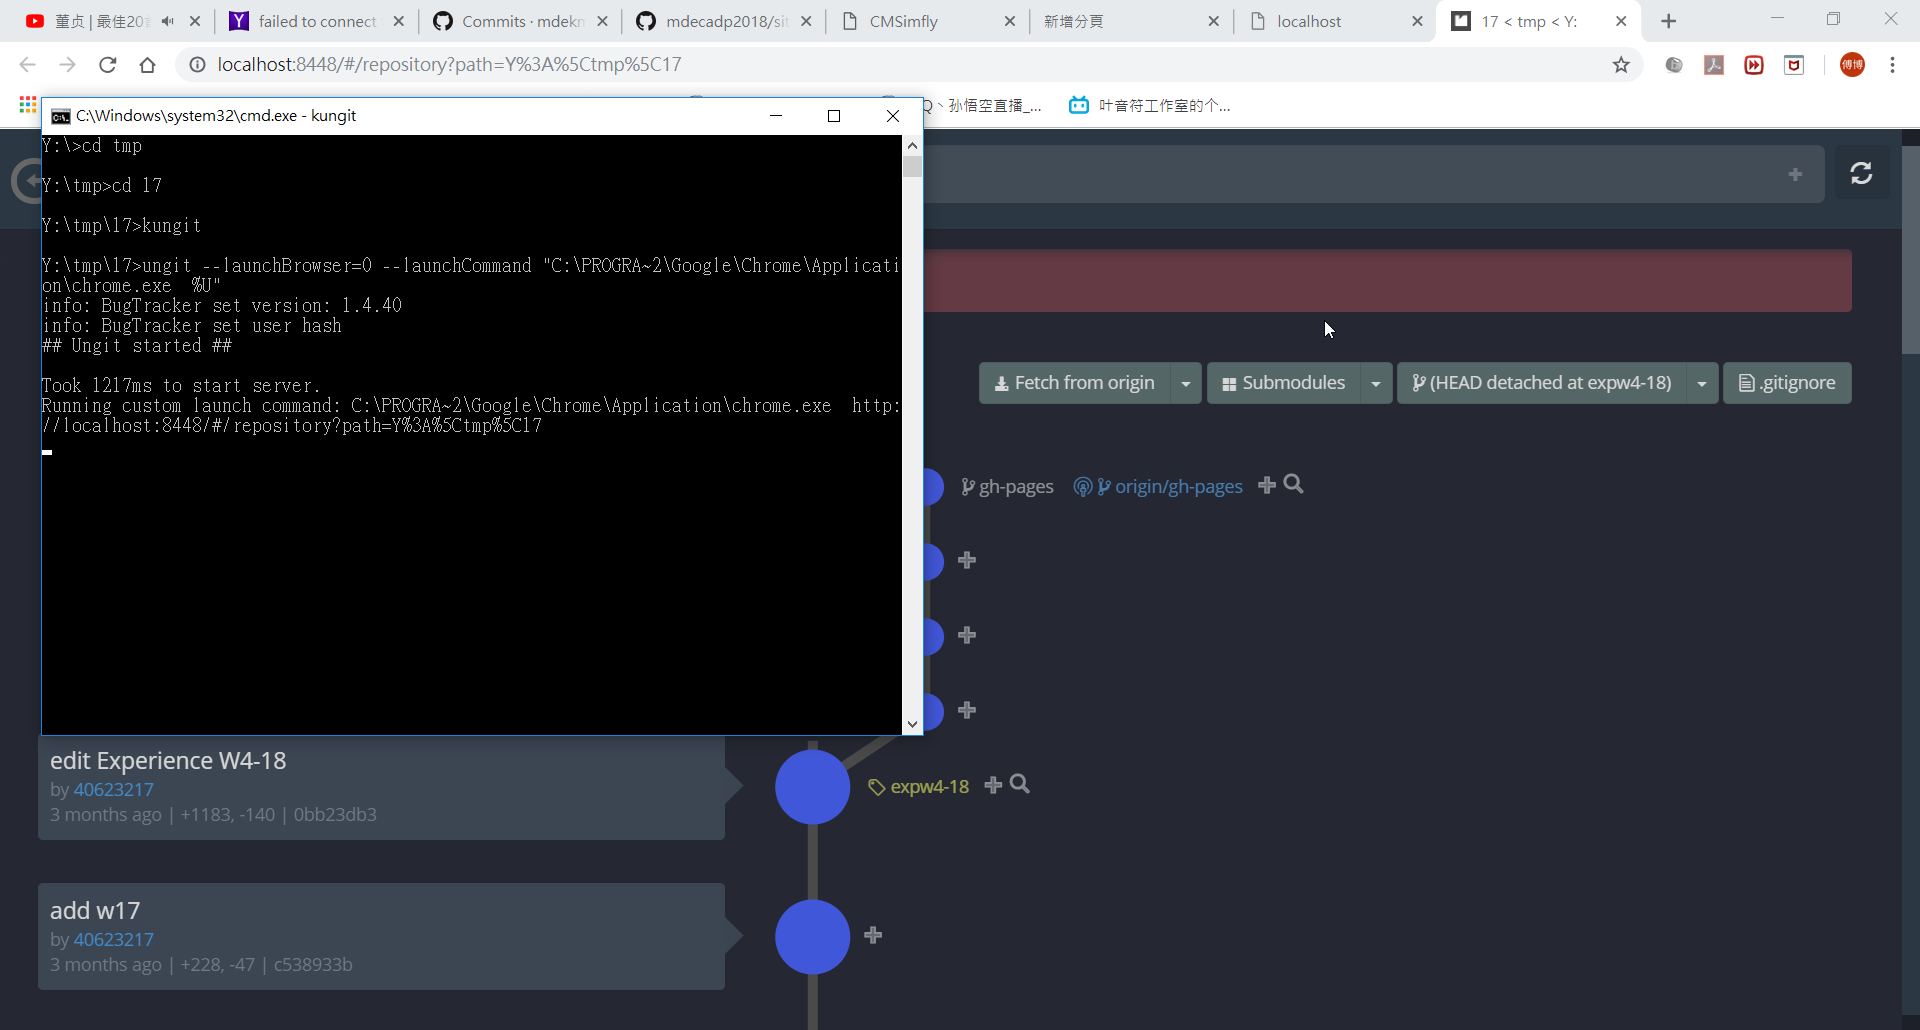 董贞 | 最佳20
failed to connect
Commits · mdekm
mdecadp2018/sit
CMSimfly
新增分頁
localhost
17 < tmp < Y:
localhost:8448/#/repository?path=Y%3A%5Ctmp%5C17
傅博
Q丶孙悟空直播_...
叶音符工作室的个...
C:\Windows\system32\cmd.exe - kungit
Y:\>cd tmp
Y:\tmp>cd 17
Y:\tmp\17>kungit
Y:\tmp\17>ungit --launchBrowser=0 --launchCommand "C:\PROGRA~2\Google\Chrome\Applicati
on\chrome.exe  %U"
info: BugTracker set version: 1.4.40
info: BugTracker set user hash
## Ungit started ##
Took 1217ms to start server.
Running custom launch command: C:\PROGRA~2\Google\Chrome\Application\chrome.exe  http:
//localhost:8448/#/repository?path=Y%3A%5Ctmp%5C17
Fetch from origin
Submodules
(HEAD detached at expw4-18)
.gitignore
gh-pages
origin/gh-pages
edit Experience W4-18
by 40623217
3 months ago | +1183, -140 | 0bb23db3
expw4-18
add w17
by 40623217
3 months ago | +228, -47 | c538933b